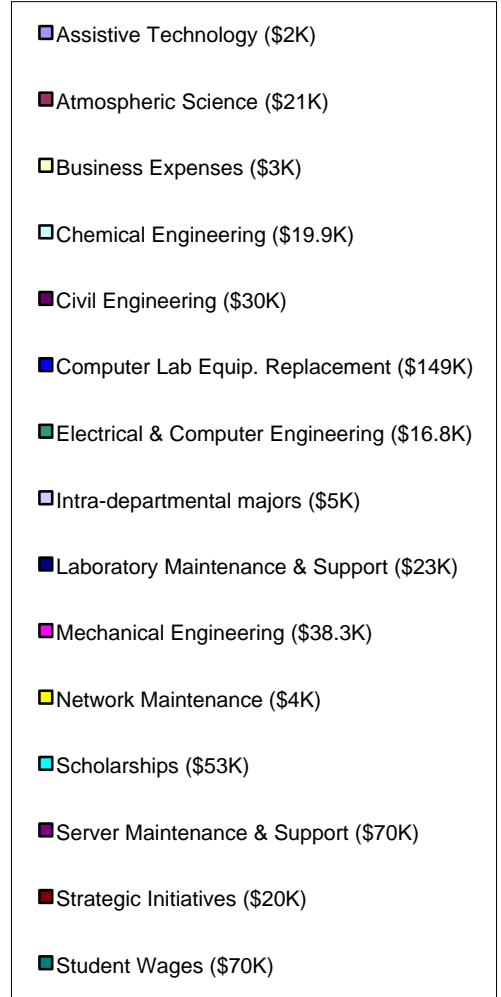 Assistive Technology ($2K)
Atmospheric Science ($21K)
Business Expenses ($3K)
Chemical Engineering ($19.9K)
Civil Engineering ($30K)
Computer Lab Equip. Replacement ($149K)
Electrical & Computer Engineering ($16.8K)
Intra-departmental majors ($5K)
Laboratory Maintenance & Support ($23K)
Mechanical Engineering ($38.3K)
Network Maintenance ($4K)
Scholarships ($53K)
Server Maintenance & Support ($70K)
Strategic Initiatives ($20K)
Student Wages ($70K)